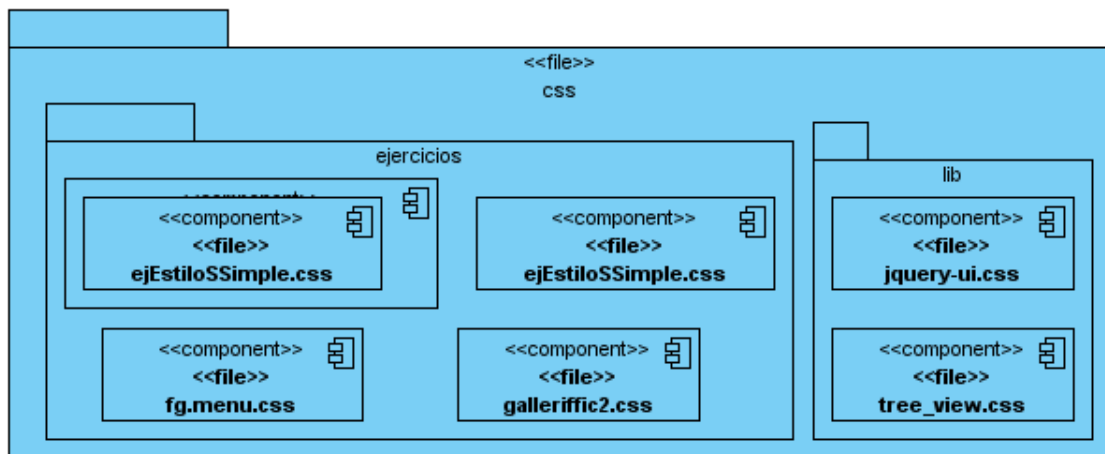 <<file>>
css
ejercicios
lib
<<component>>
<<file>>
ejEstiloSSimple.css
<<component>>
<<file>>
ejEstiloSSimple.css
<<component>>
<<file>>
jquery-ui.css
<<component>>
<<file>>
fg.menu.css
<<component>>
<<file>>
galleriffic2.css
<<component>>
<<file>>
tree_view.css